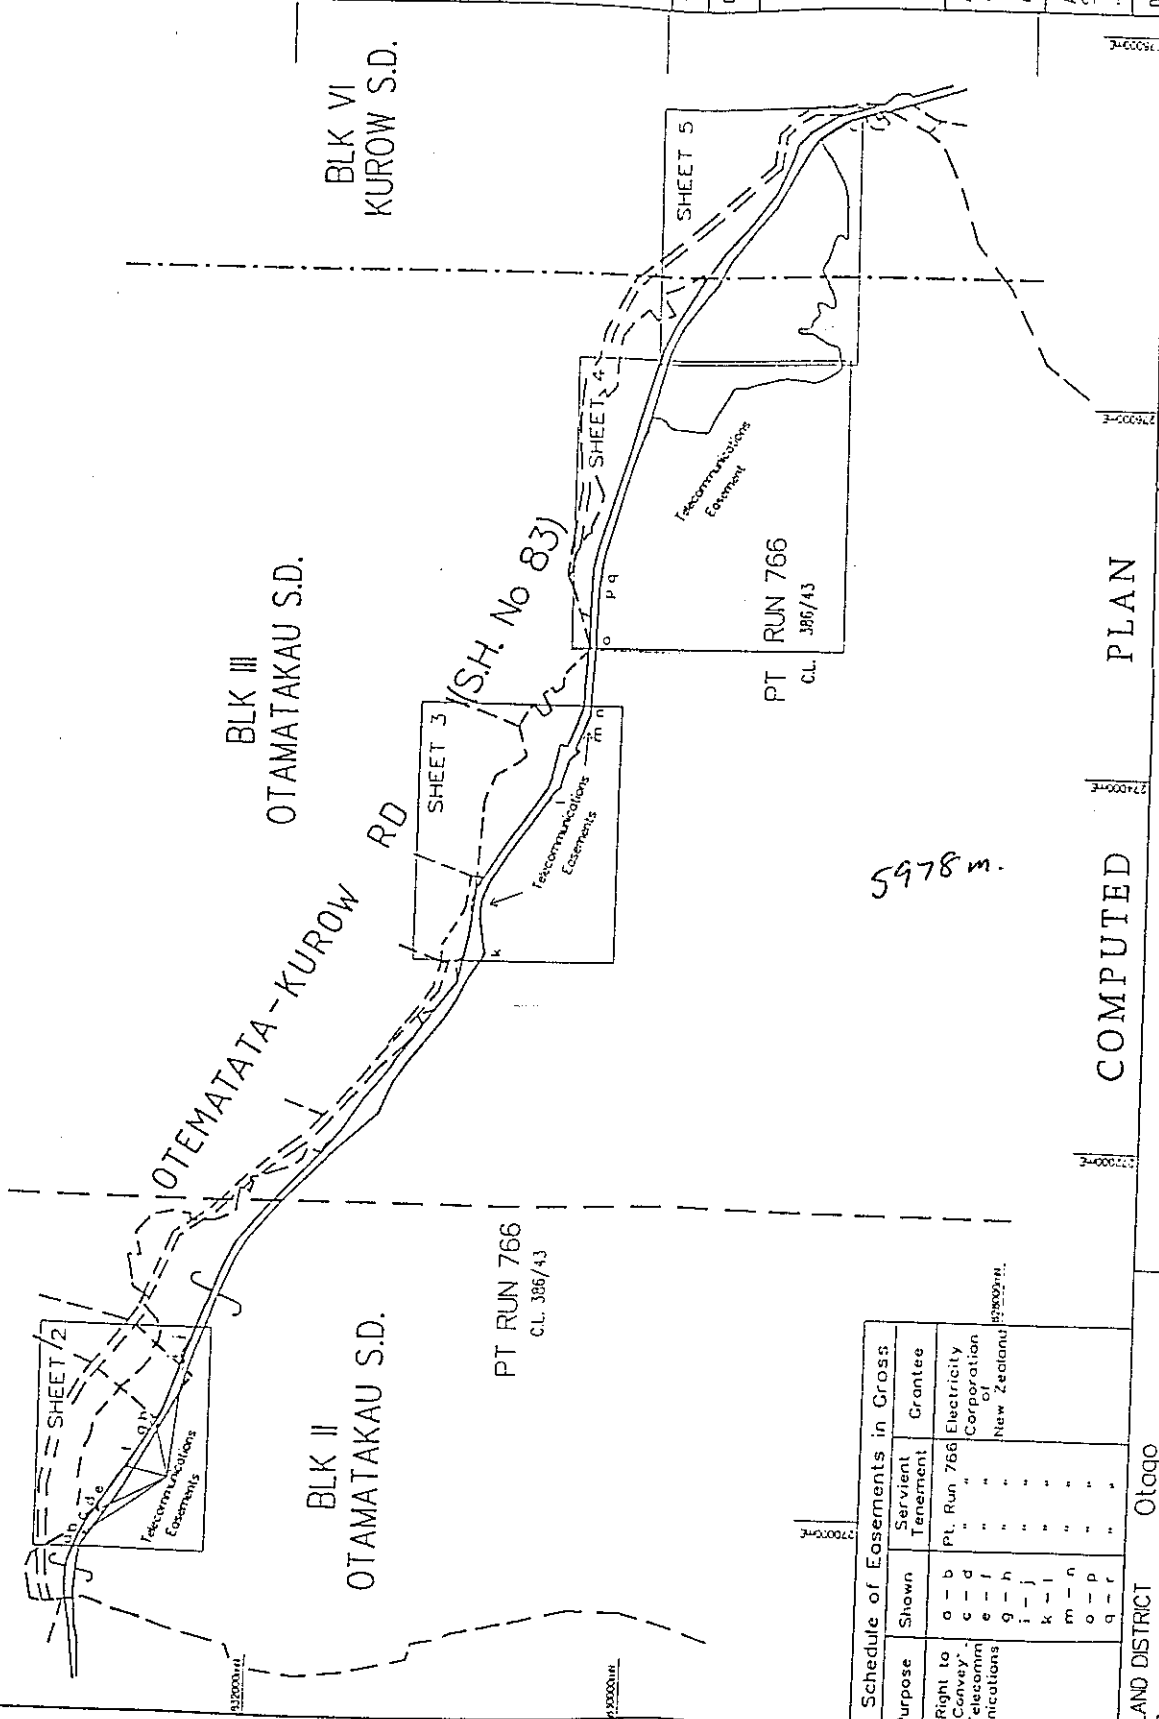 BLK VI
KUROW S.D.
BLK III
OTAMATAKAU S.D.
OTEMATATA-KUROW RD (S.H. No 83)
SHEET 2
SHEET 3
SHEET 4
SHEET 5
Telecommunications
Easements
Telecommunications
Easements
Telecommunications
Easement
g h
i
j
k
l
m n
o
p q
BLK II
OTAMATAKAU S.D.
PT RUN 766
C.L. 386/43
PT RUN 766
C.L. 386/43
5978 m.
COMPUTED PLAN
Schedule of Easements in Gross
Purpose Shown Servient Tenement Grantee
Right to Convey Telecommunications
a - b Pt. Run 766 Electricity Corporation of New Zealand
c - d " "
e - f " "
g - h " "
i - j " "
k - l " "
m - n " "
o - p " "
q - r " "
LAND DISTRICT Otago